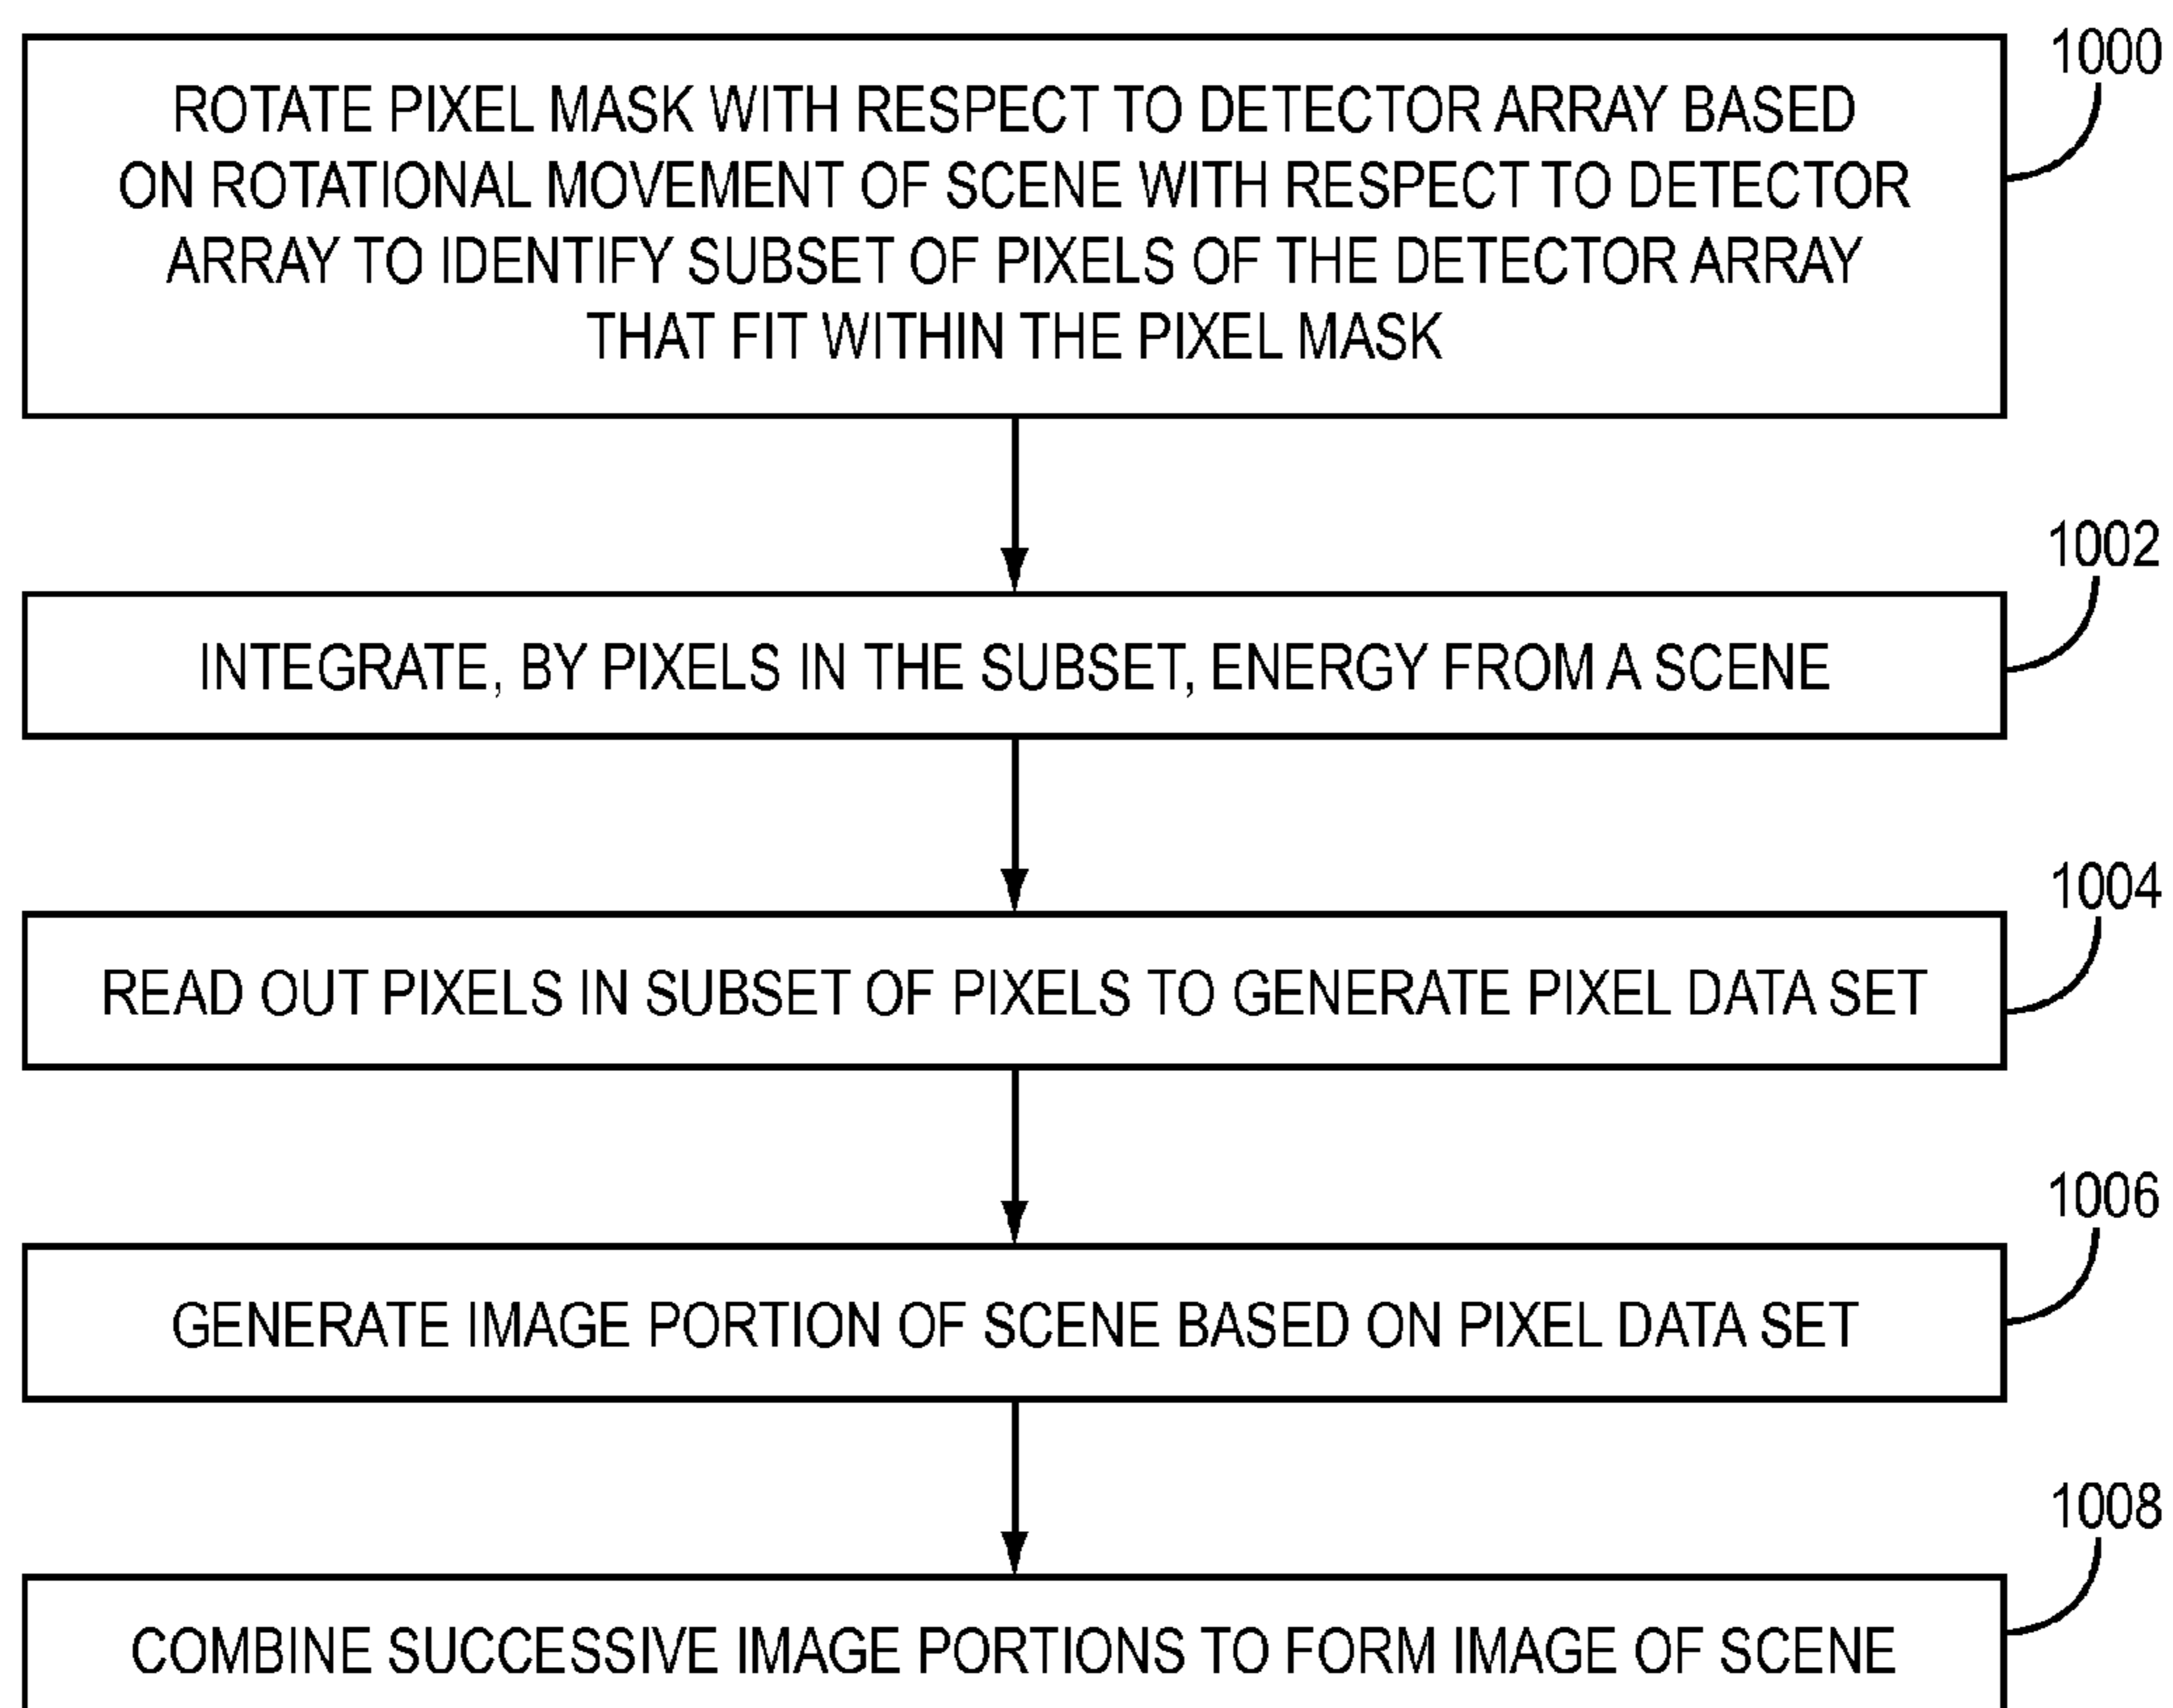 1000
ROTATE PIXEL MASK WITH RESPECT TO DETECTOR ARRAY BASED
ON ROTATIONAL MOVEMENT OF SCENE WITH RESPECT TO DETECTOR
ARRAY TO IDENTIFY SUBSET OF PIXELS OF THE DETECTOR ARRAY
THAT FIT WITHIN THE PIXEL MASK
1002
INTEGRATE, BY PIXELS IN THE SUBSET, ENERGY FROM A SCENE
1004
READ OUT PIXELS IN SUBSET OF PIXELS TO GENERATE PIXEL DATA SET
1006
GENERATE IMAGE PORTION OF SCENE BASED ON PIXEL DATA SET
1008
COMBINE SUCCESSIVE IMAGE PORTIONS TO FORM IMAGE OF SCENE